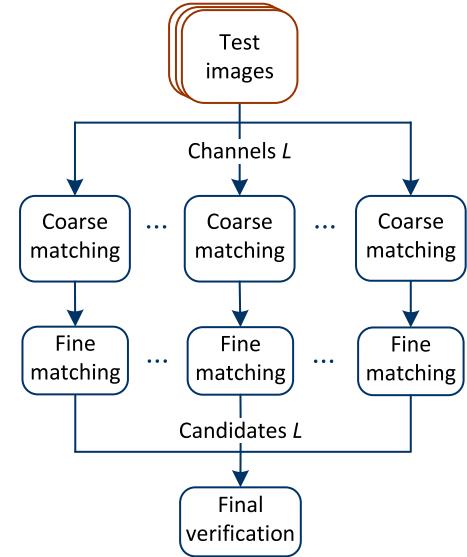 Test
images
Channels L
Coarse
matching
...
Coarse
matching
...
Coarse
matching
Fine
matching
...
Fine
matching
...
Fine
matching
Candidates L
Final
verification